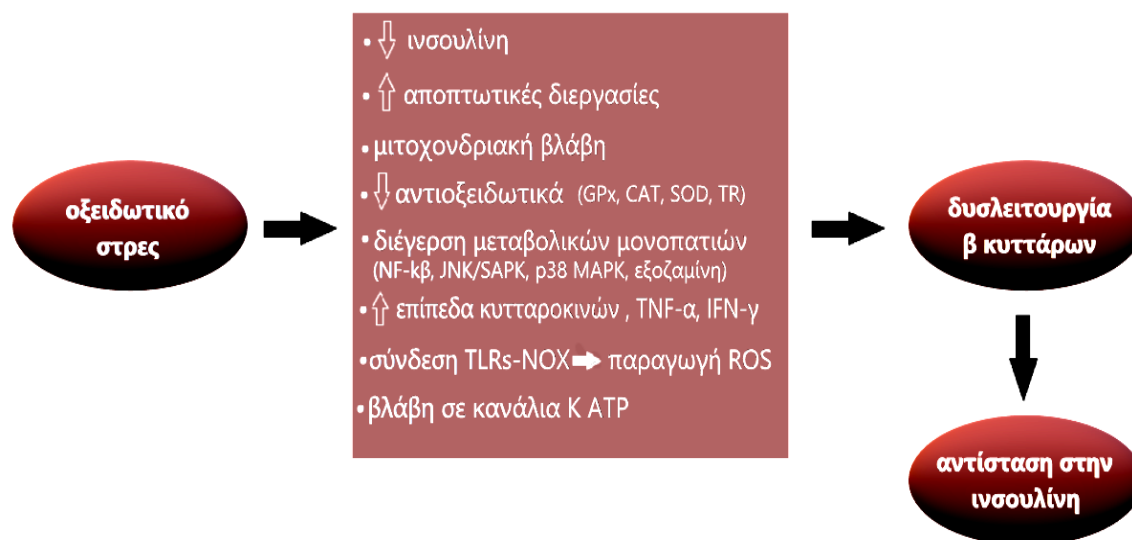 οξειδωτικό
στρες
• ⇩ ινσουλίνη
• ⇧ αποπτωτικές διεργασίες
• μιτοχονδριακή βλάβη
• ⇩ αντιοξειδωτικά (GPx, CAT, SOD, TR)
• διέγερση μεταβολικών μονοπατιών
(NF-kβ, JNK/SAPK, p38 MAPK, εξοζαμίνη)
• ⇧ επίπεδα κυτταροκινών , TNF-α, IFN-γ
• σύνδεση TLRs-NOX ➡ παραγωγή ROS
• βλάβη σε κανάλια K ATP
δυσλειτουργία
β κυττάρων
αντίσταση στην
ινσουλίνη